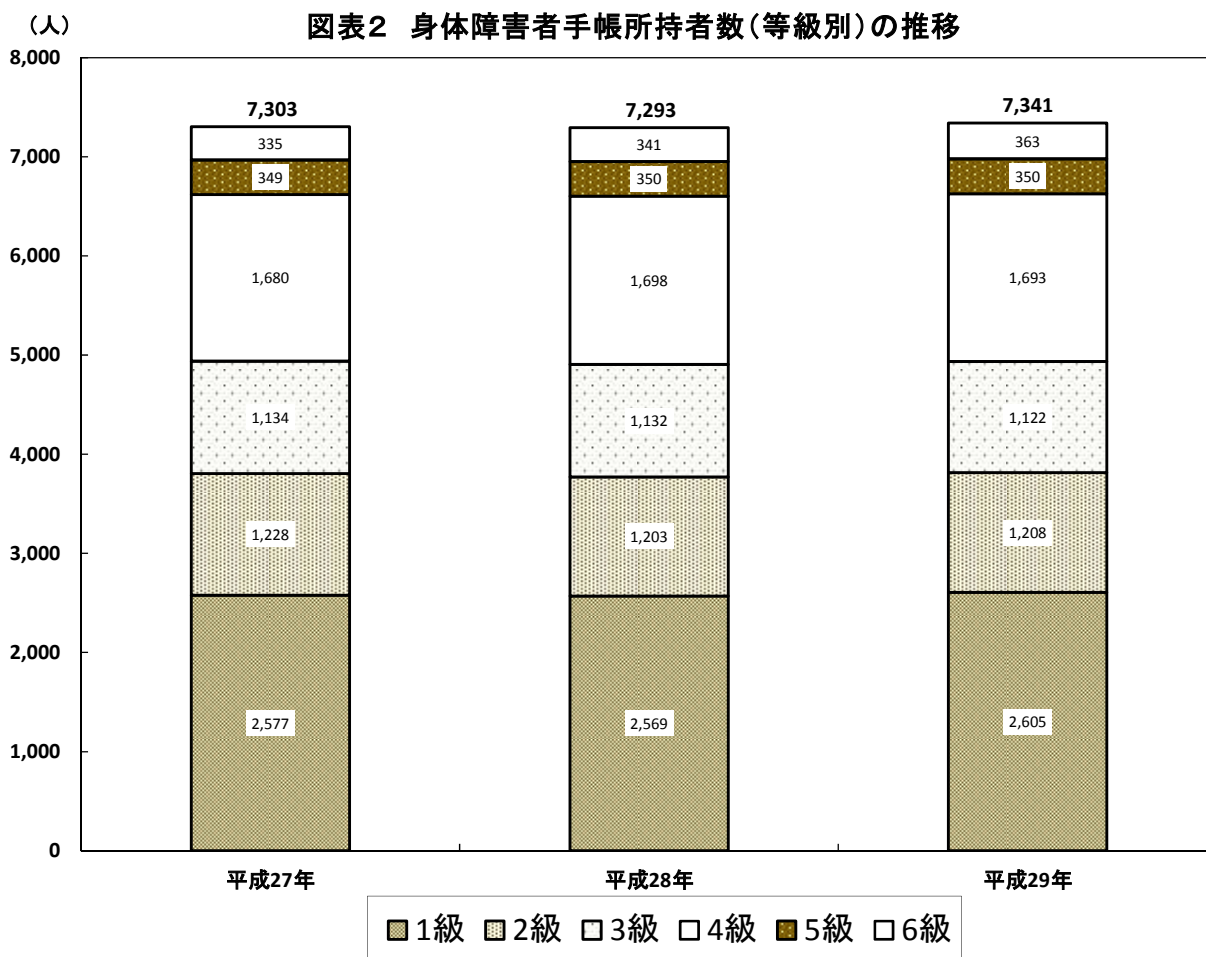 （人）
図表２ 身体障害者手帳所持者数（等級別）の推移
8,000
7,000
6,000
5,000
4,000
3,000
2,000
1,000
0
7,303 7,293 7,341
335 341 363
349 350 350
1,680 1,698 1,693
1,134 1,132 1,122
1,228 1,203 1,208
2,577 2,569 2,605
平成27年 平成28年 平成29年
1級 2級 3級 4級 5級 6級